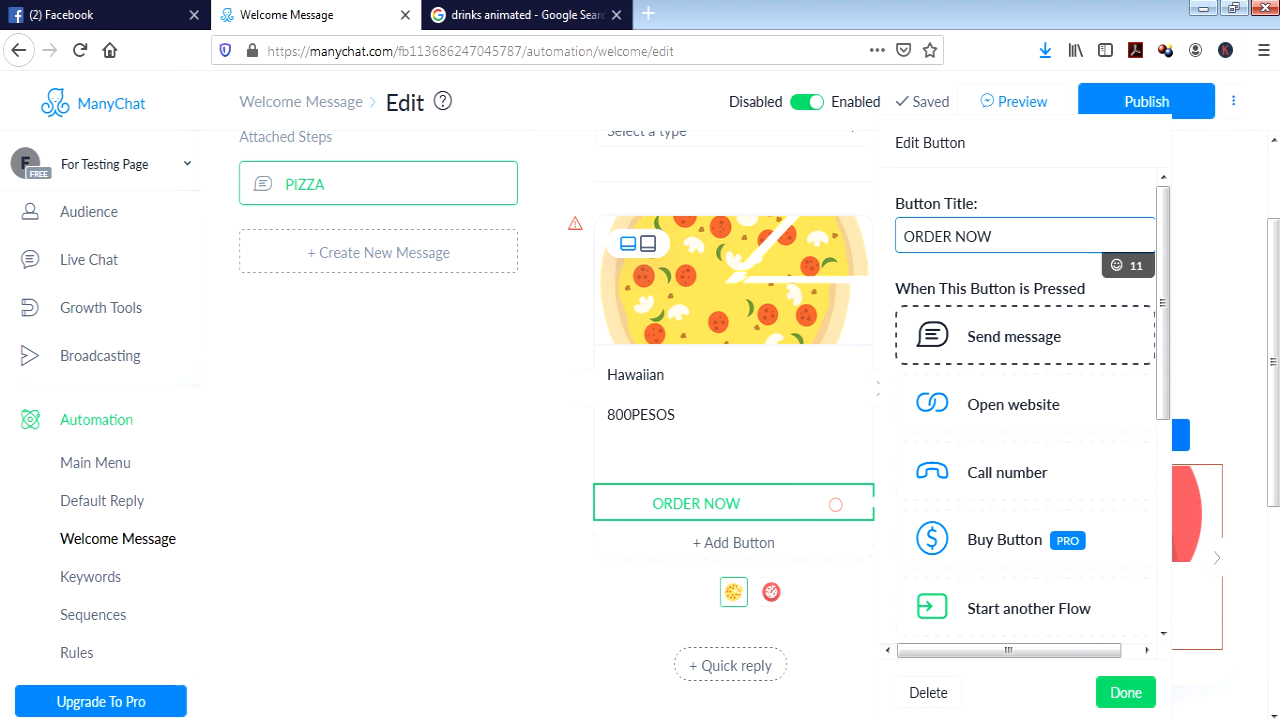 (2) Facebook
Welcome Message
drinks animated - Google Searc
https://manychat.com/fb113686247045787/automation/welcome/edit
K
ManyChat
Welcome Message > Edit ?
Disabled Enabled
Saved
Preview
Publish
F
FREE
For Testing Page
Audience
Live Chat
Growth Tools
Broadcasting
Automation
Main Menu
Default Reply
Welcome Message
Keywords
Sequences
Rules
Upgrade To Pro
Attached Steps
PIZZA
+ Create New Message
Select a type
Hawaiian
800PESOS
ORDER NOW
+ Add Button
+ Quick reply
Edit Button
Button Title:
ORDER NOW
11
When This Button is Pressed
Send message
Open website
Call number
Buy Button PRO
Start another Flow
Delete
Done